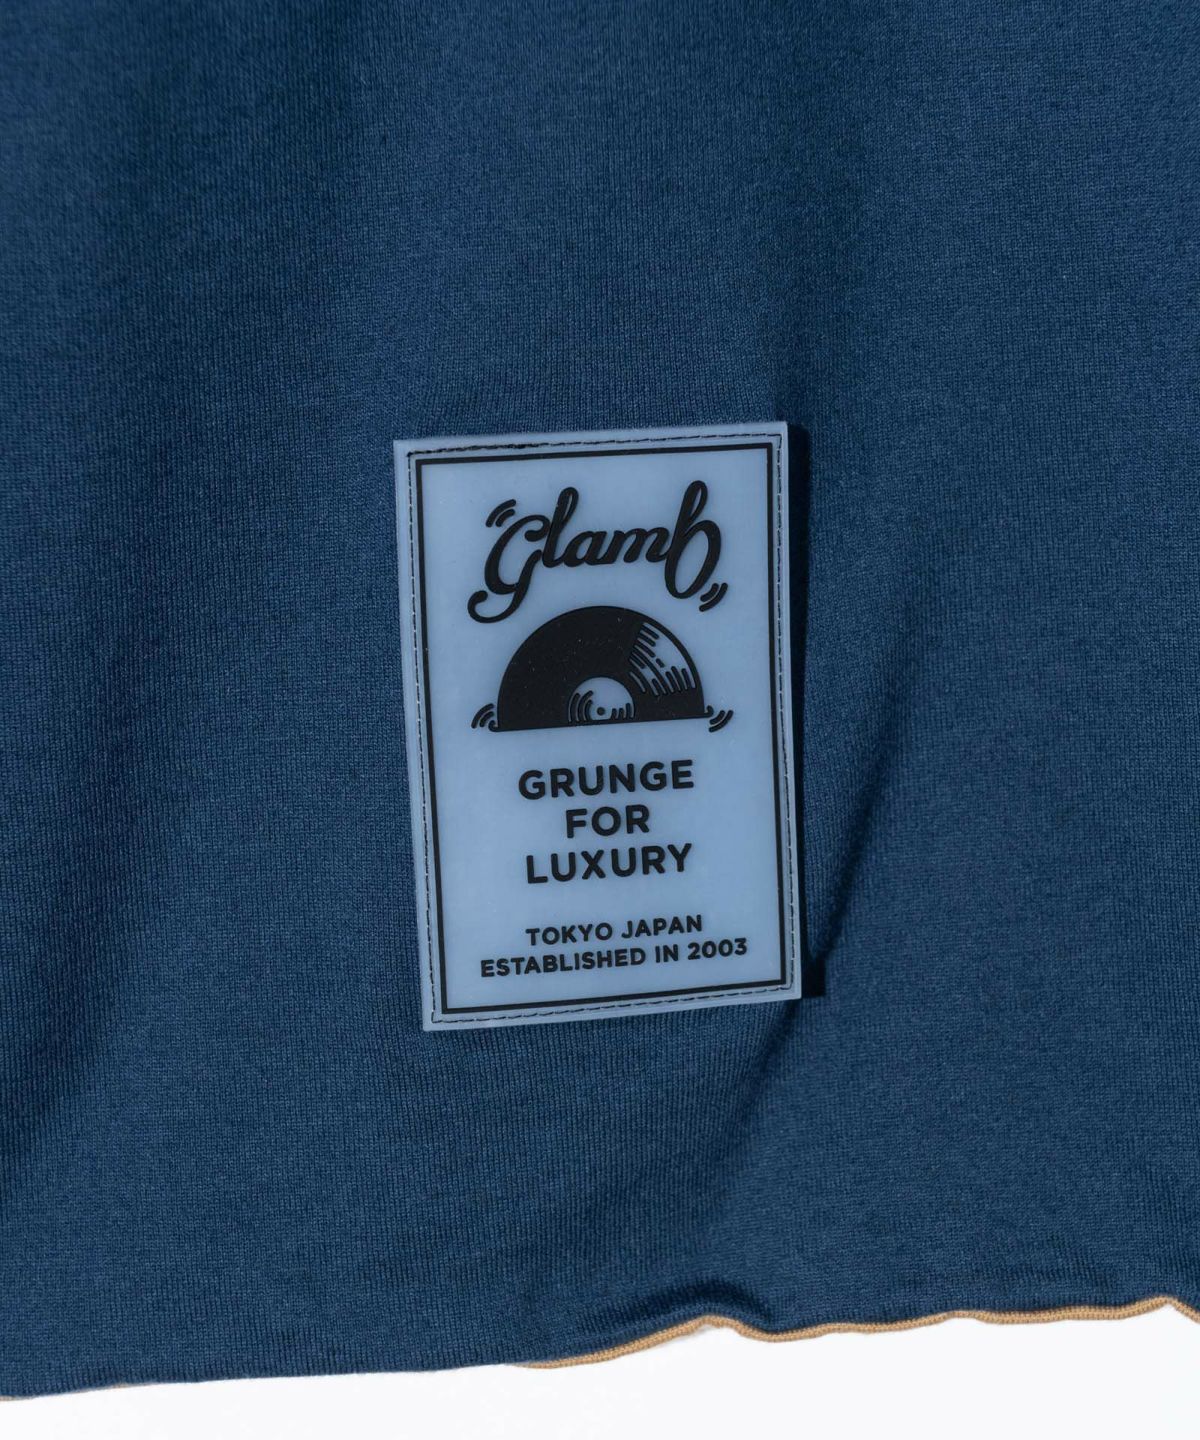 glamb
GRUNGE
FOR
LUXURY
TOKYO JAPAN
ESTABLISHED IN 2003